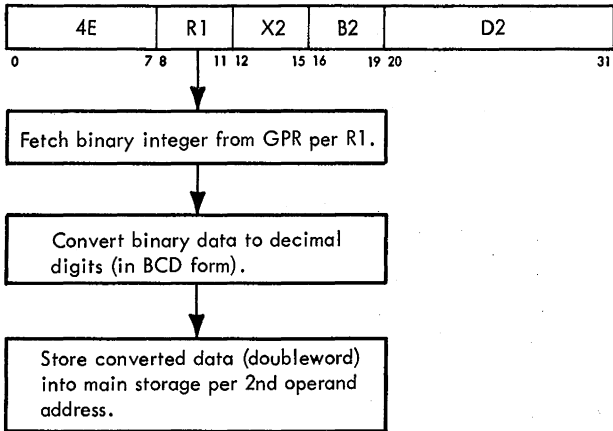 4E R1 X2 B2 D2
0 7 8 11 12 15 16 19 20 31
Fetch binary integer from GPR per R1.
Convert binary data to decimal
digits (in BCD form).
Store converted data (doubleword)
into main storage per 2nd operand
address.